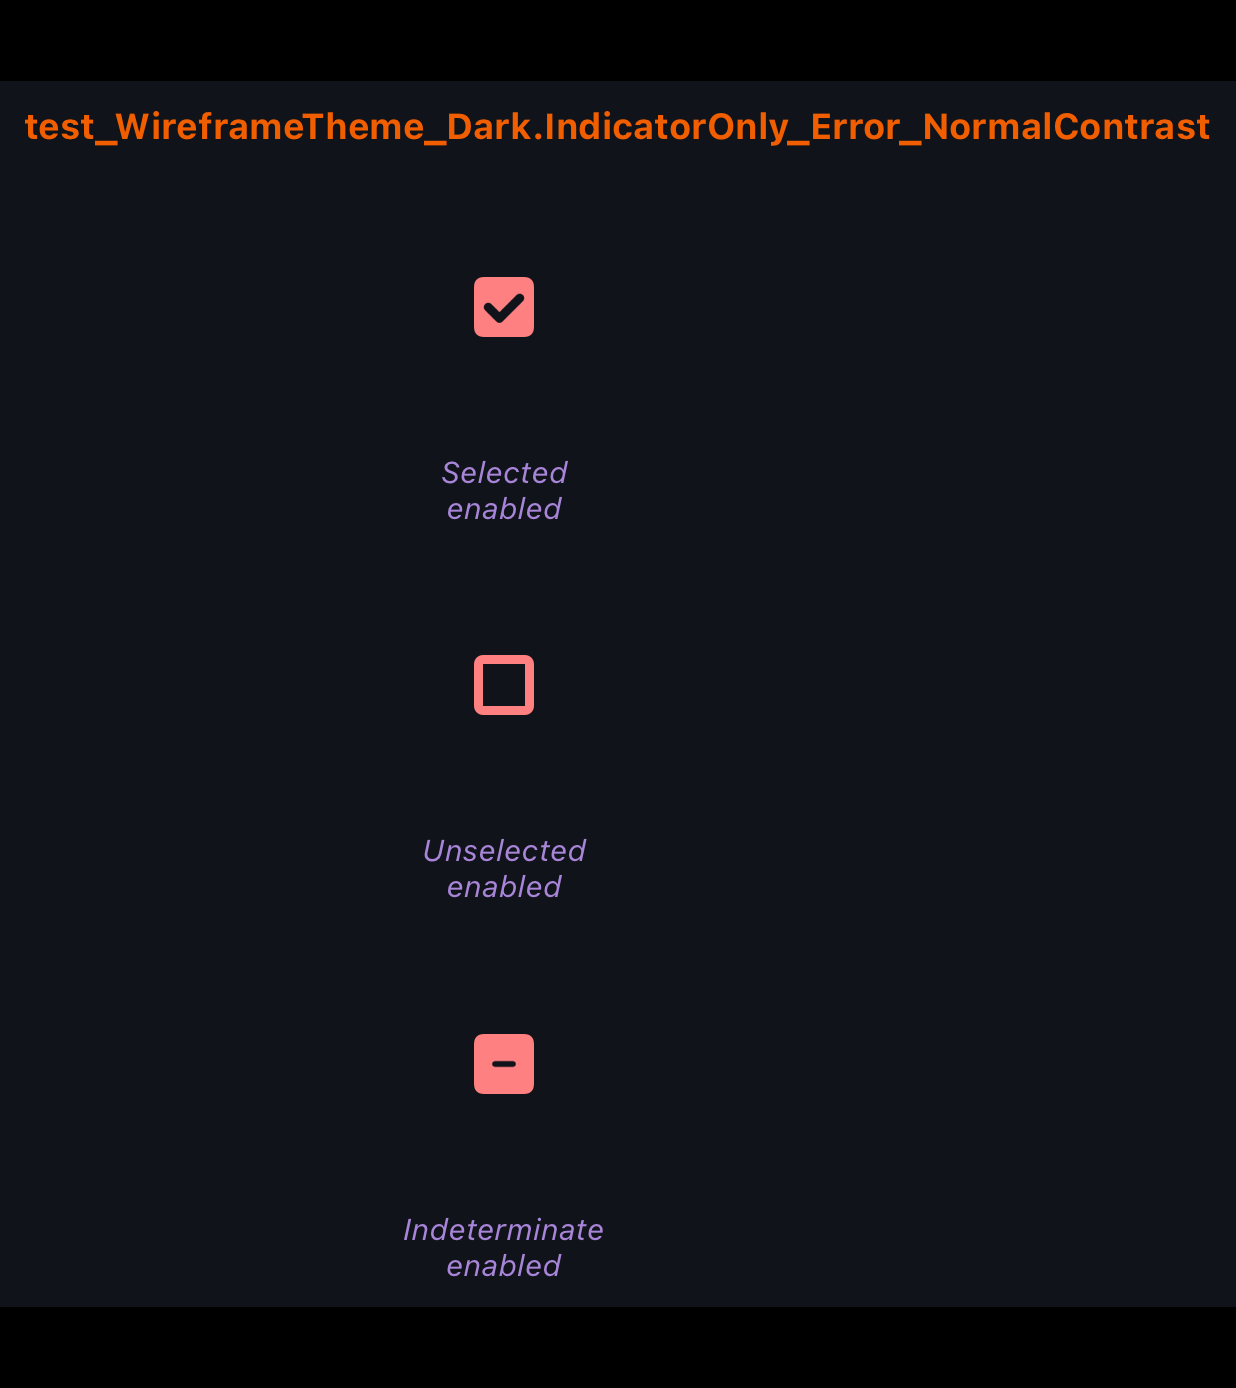 test_WireframeTheme_Dark.IndicatorOnly_Error_NormalContrast
Selected
enabled
Unselected
enabled
Indeterminate
enabled